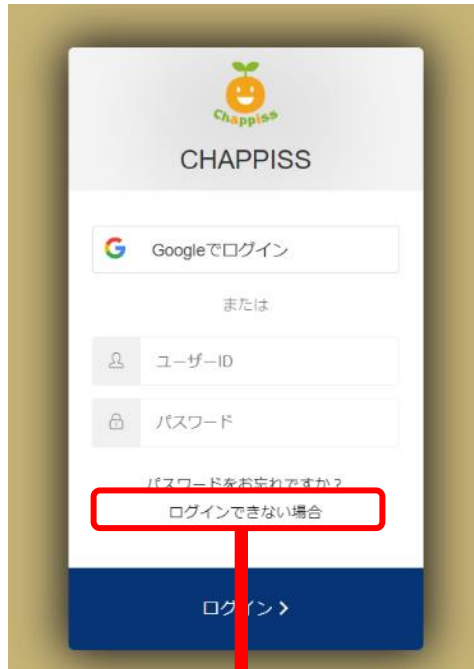 Chappiss
CHAPPISS
Googleでログイン
または
ユーザーID
パスワード
パスワードをお忘れですか?
ログインできない場合
ログイン >